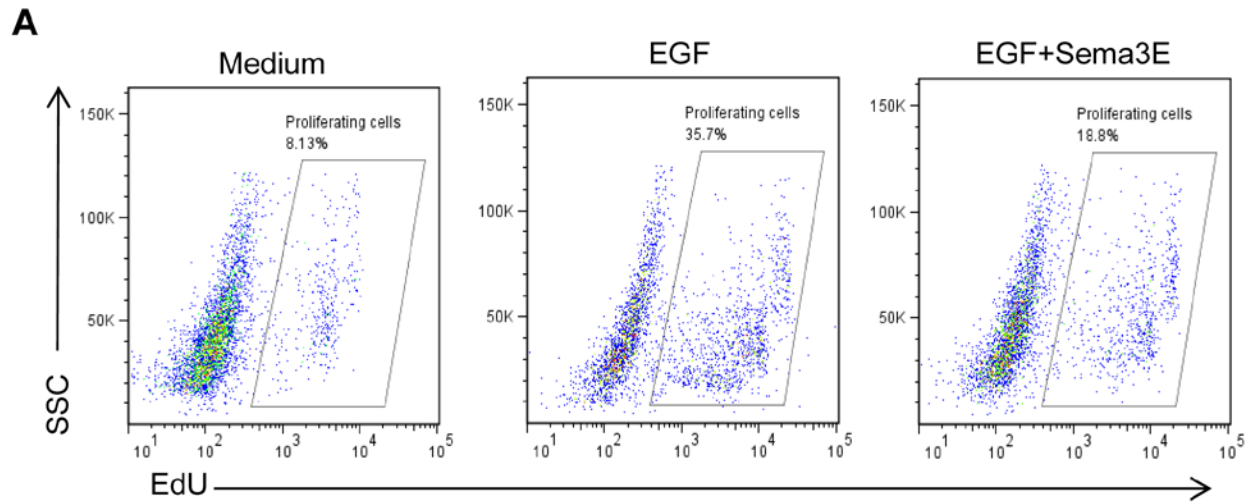 A
Medium
EGF
EGF+Sema3E
150K
100K
50K
Proliferating cells
8.13%
10^1 10^2 10^3 10^4 10^5
150K
100K
50K
Proliferating cells
35.7%
10^1 10^2 10^3 10^4 10^5
150K
100K
50K
Proliferating cells
18.8%
10^1 10^2 10^3 10^4 10^5
SSC
EdU